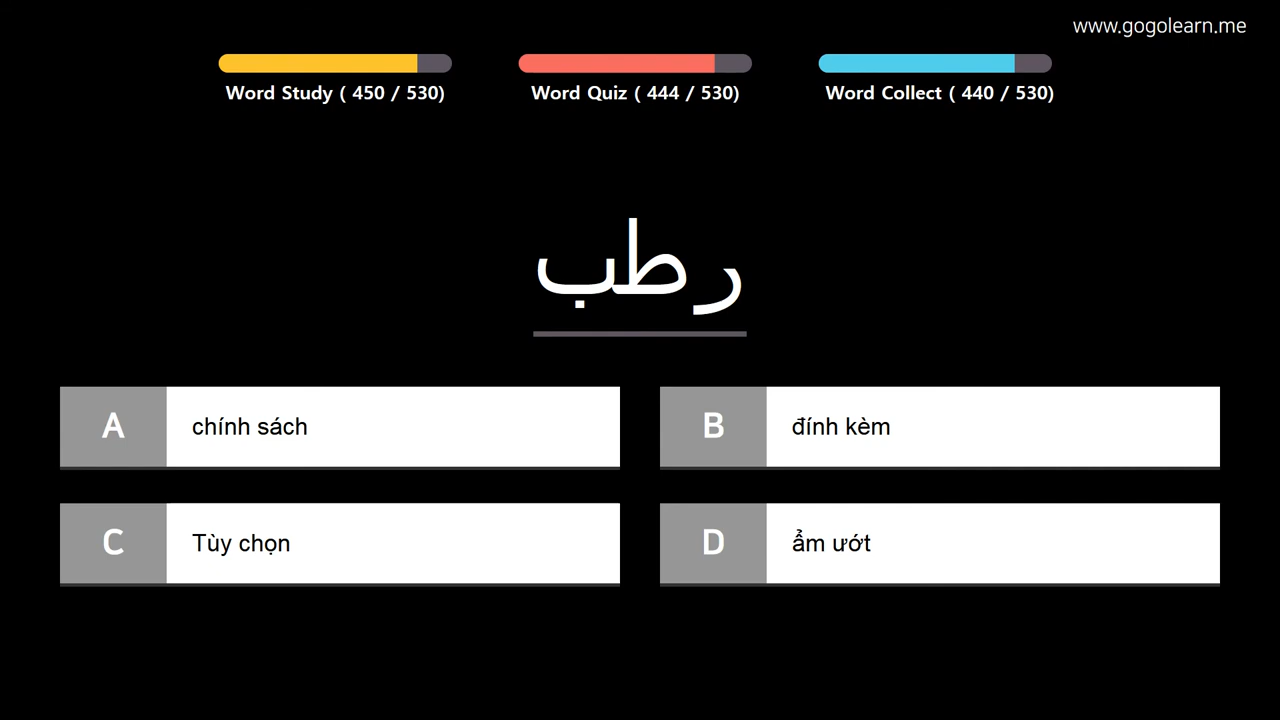 www.gogolearn.me
Word Study ( 450 / 530)
Word Quiz ( 444 / 530)
Word Collect ( 440 / 530)
رطب
A chính sách
B đính kèm
C Tùy chọn
D ẩm ướt